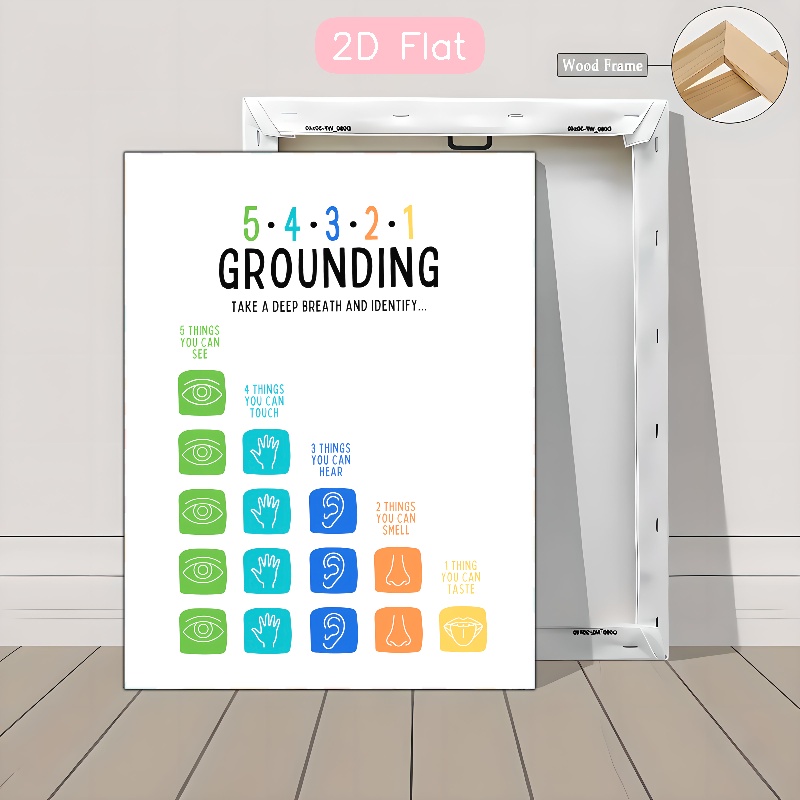 2D Flat
Wood Frame
5·4·3·2·1
GROUNDING
TAKE A DEEP BREATH AND IDENTIFY...
5 THINGS
YOU CAN
SEE
4 THINGS
YOU CAN
TOUCH
3 THINGS
YOU CAN
HEAR
2 THINGS
YOU CAN
SMELL
1 THING
YOU CAN
TASTE